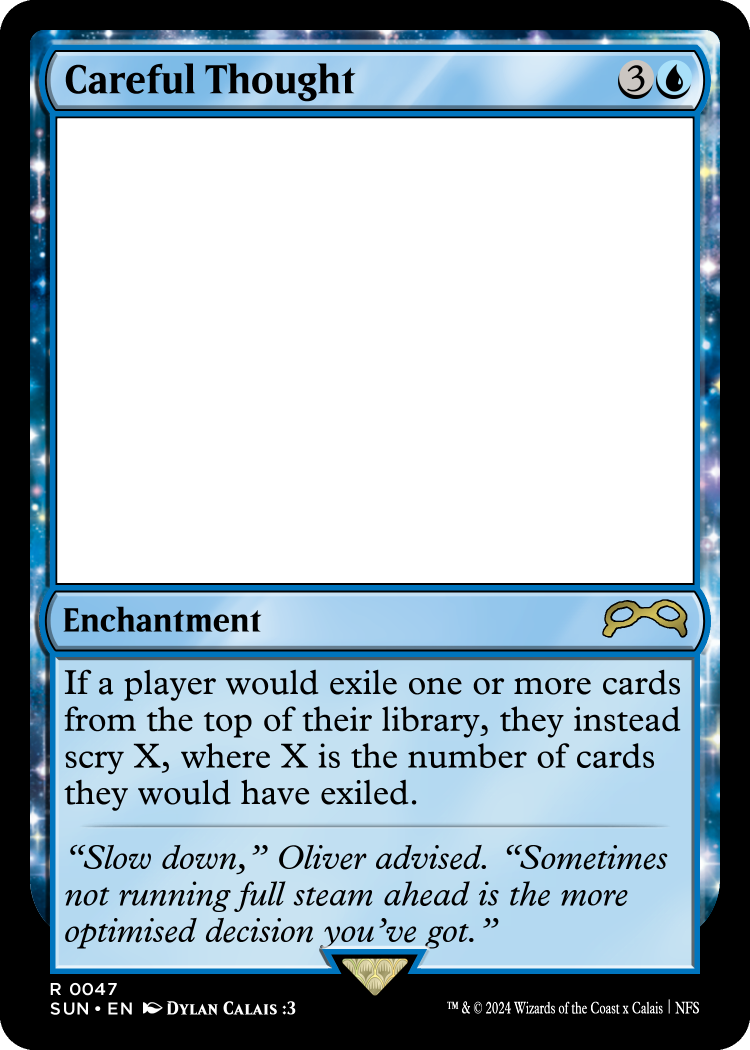 Careful Thought 3
Enchantment
If a player would exile one or more cards
from the top of their library, they instead
scry X, where X is the number of cards
they would have exiled.
“Slow down,” Oliver advised. “Sometimes
not running full steam ahead is the more
optimised decision you’ve got.”
R 0047
SUN • EN Dylan Calais :3
™ & © 2024 Wizards of the Coast x Calais | NFS